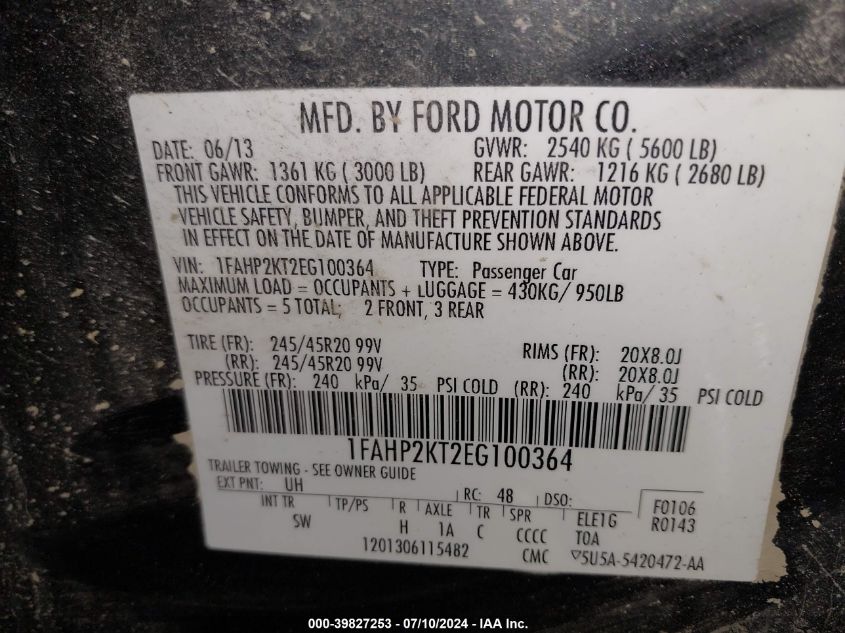 MFD. BY FORD MOTOR CO.
DATE: 06/13 GVWR: 2540 KG ( 5600 LB)
FRONT GAWR: 1361 KG ( 3000 LB) REAR GAWR: 1216 KG ( 2680 LB)
THIS VEHICLE CONFORMS TO ALL APPLICABLE FEDERAL MOTOR
VEHICLE SAFETY, BUMPER, AND THEFT PREVENTION STANDARDS
IN EFFECT ON THE DATE OF MANUFACTURE SHOWN ABOVE.
VIN: 1FAHP2KT2EG100364 TYPE: Passenger Car
MAXIMUM LOAD = OCCUPANTS + LUGGAGE = 430KG/ 950LB
OCCUPANTS = 5 TOTAL; 2 FRONT, 3 REAR
TIRE (FR): 245/45R20 99V RIMS (FR): 20X8.0J
(RR): 245/45R20 99V (RR): 20X8.0J
PRESSURE (FR): 240 kPa/ 35 PSI COLD (RR): 240 kPa/ 35 PSI COLD
1FAHP2KT2EG100364
TRAILER TOWING - SEE OWNER GUIDE
EXT PNT: UH RC: 48 DSO: F0106
INT TR TP/PS R AXLE TR SPR ELE1G R0143
SW H 1A C CCCC TOA
1201306115482 CMC ▽5U5A-5420472-AA
000-39827253 - 07/10/2024 - IAA Inc.